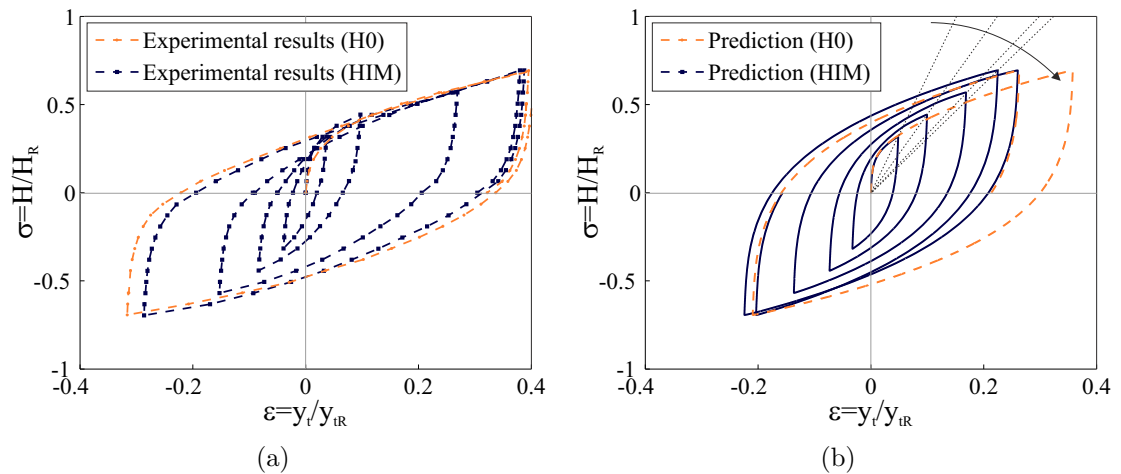 1
0.5
0
-0.5
-1
σ=H/H_R
Experimental results (H0)
Experimental results (HIM)
-0.4
-0.2
0
0.2
0.4
ε=y_t/y_tR
(a)
1
0.5
0
-0.5
-1
σ=H/H_R
Prediction (H0)
Prediction (HIM)
-0.4
-0.2
0
0.2
0.4
ε=y_t/y_tR
(b)